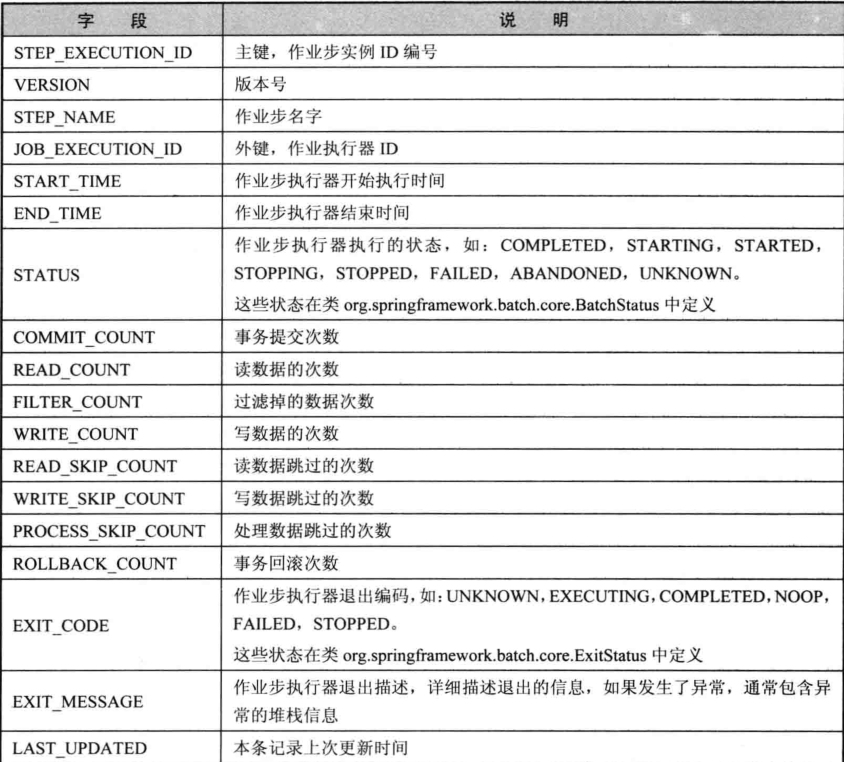 字 段 说 明
STEP_EXECUTION_ID 主键，作业步实例 ID 编号
VERSION 版本号
STEP_NAME 作业步名字
JOB_EXECUTION_ID 外键，作业执行器 ID
START_TIME 作业步执行器开始执行时间
END_TIME 作业步执行器结束时间
STATUS 作业步执行器执行的状态，如：COMPLETED，STARTING，STARTED，
STOPPING，STOPPED，FAILED，ABANDONED，UNKNOWN。
这些状态在类 org.springframework.batch.core.BatchStatus 中定义
COMMIT_COUNT 事务提交次数
READ_COUNT 读数据的次数
FILTER_COUNT 过滤掉的数据次数
WRITE_COUNT 写数据的次数
READ_SKIP_COUNT 读数据跳过的次数
WRITE_SKIP_COUNT 写数据跳过的次数
PROCESS_SKIP_COUNT 处理数据跳过的次数
ROLLBACK_COUNT 事务回滚次数
EXIT_CODE 作业步执行器退出编码，如：UNKNOWN，EXECUTING，COMPLETED，NOOP，
FAILED，STOPPED。
这些状态在类 org.springframework.batch.core.ExitStatus 中定义
EXIT_MESSAGE 作业步执行器退出描述，详细描述退出的信息，如果发生了异常，通常包含异
常的堆栈信息
LAST_UPDATED 本条记录上次更新时间